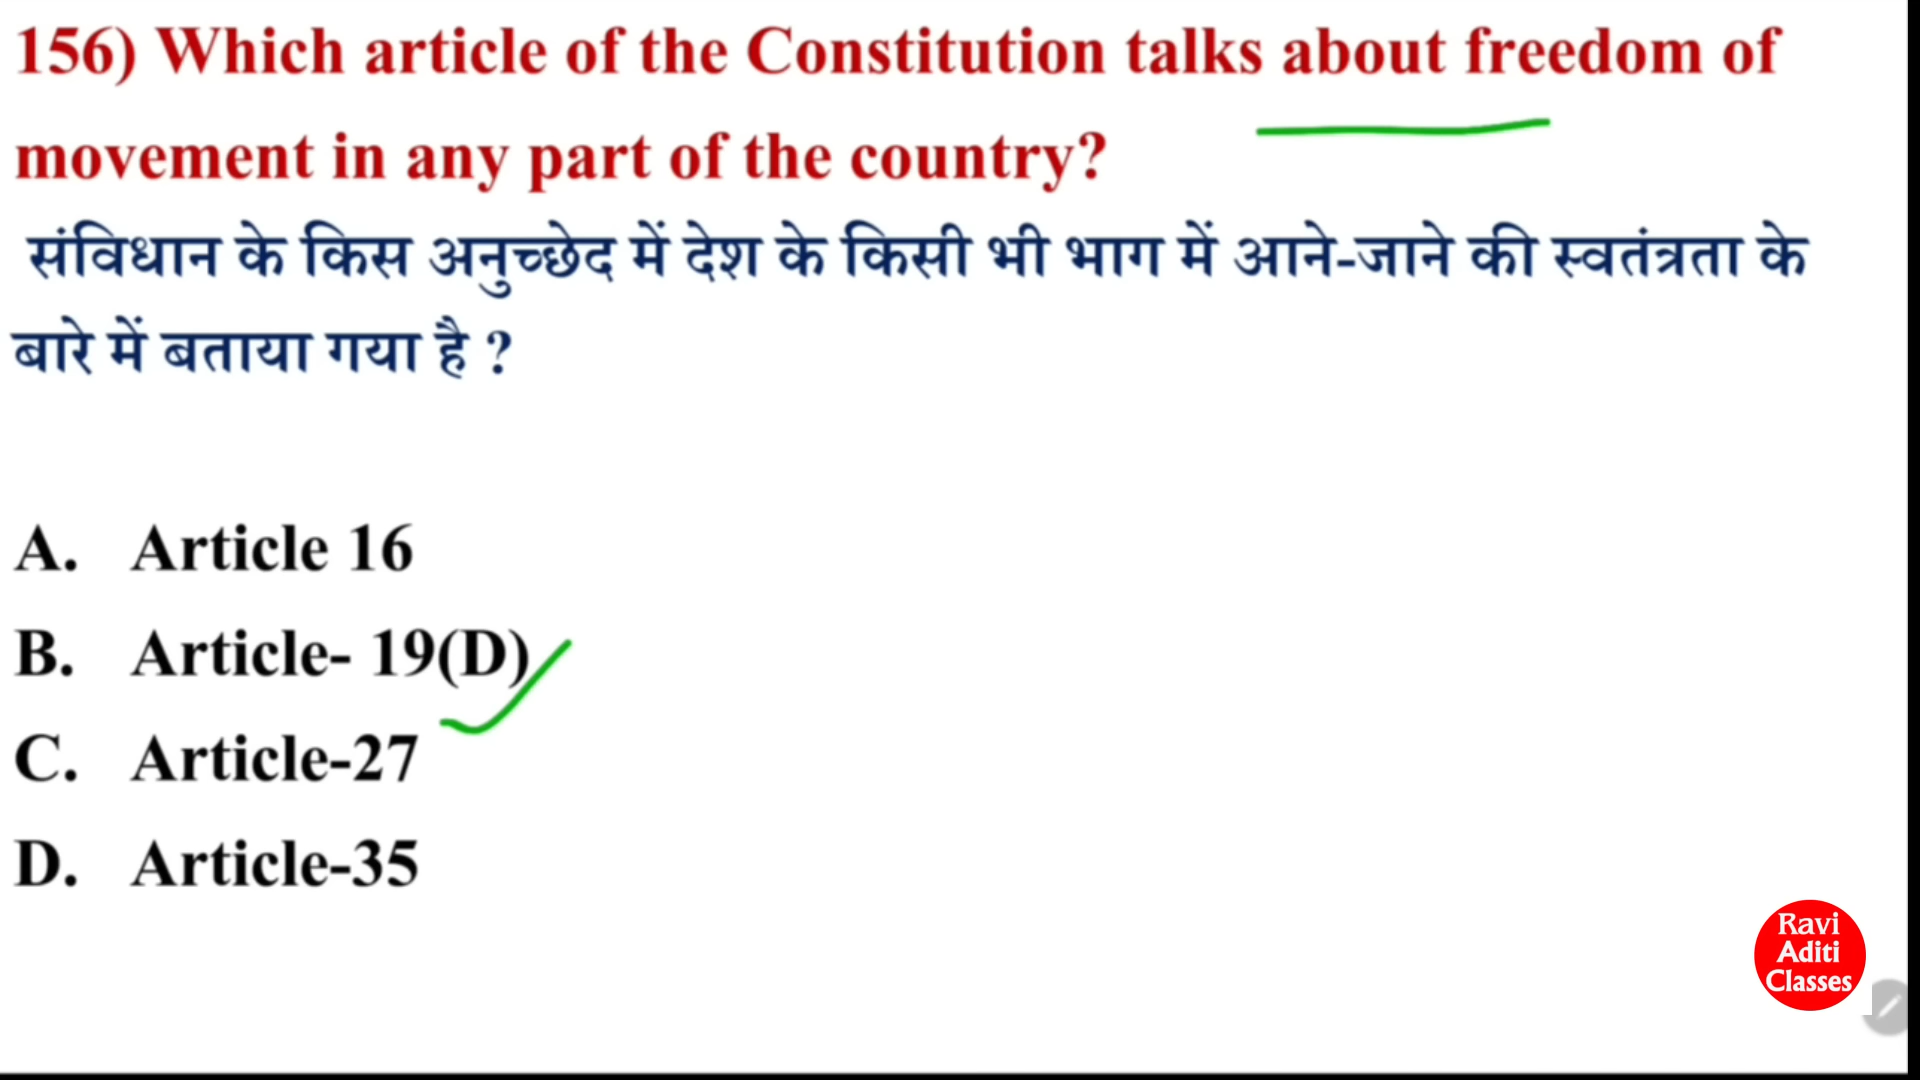 156) Which article of the Constitution talks about freedom of
movement in any part of the country?
संविधान के किस अनुच्छेद में देश के किसी भी भाग में आने-जाने की स्वतंत्रता के
बारे में बताया गया है ?
A. Article 16
B. Article- 19(D)
C. Article-27
D. Article-35
Ravi
Aditi
Classes